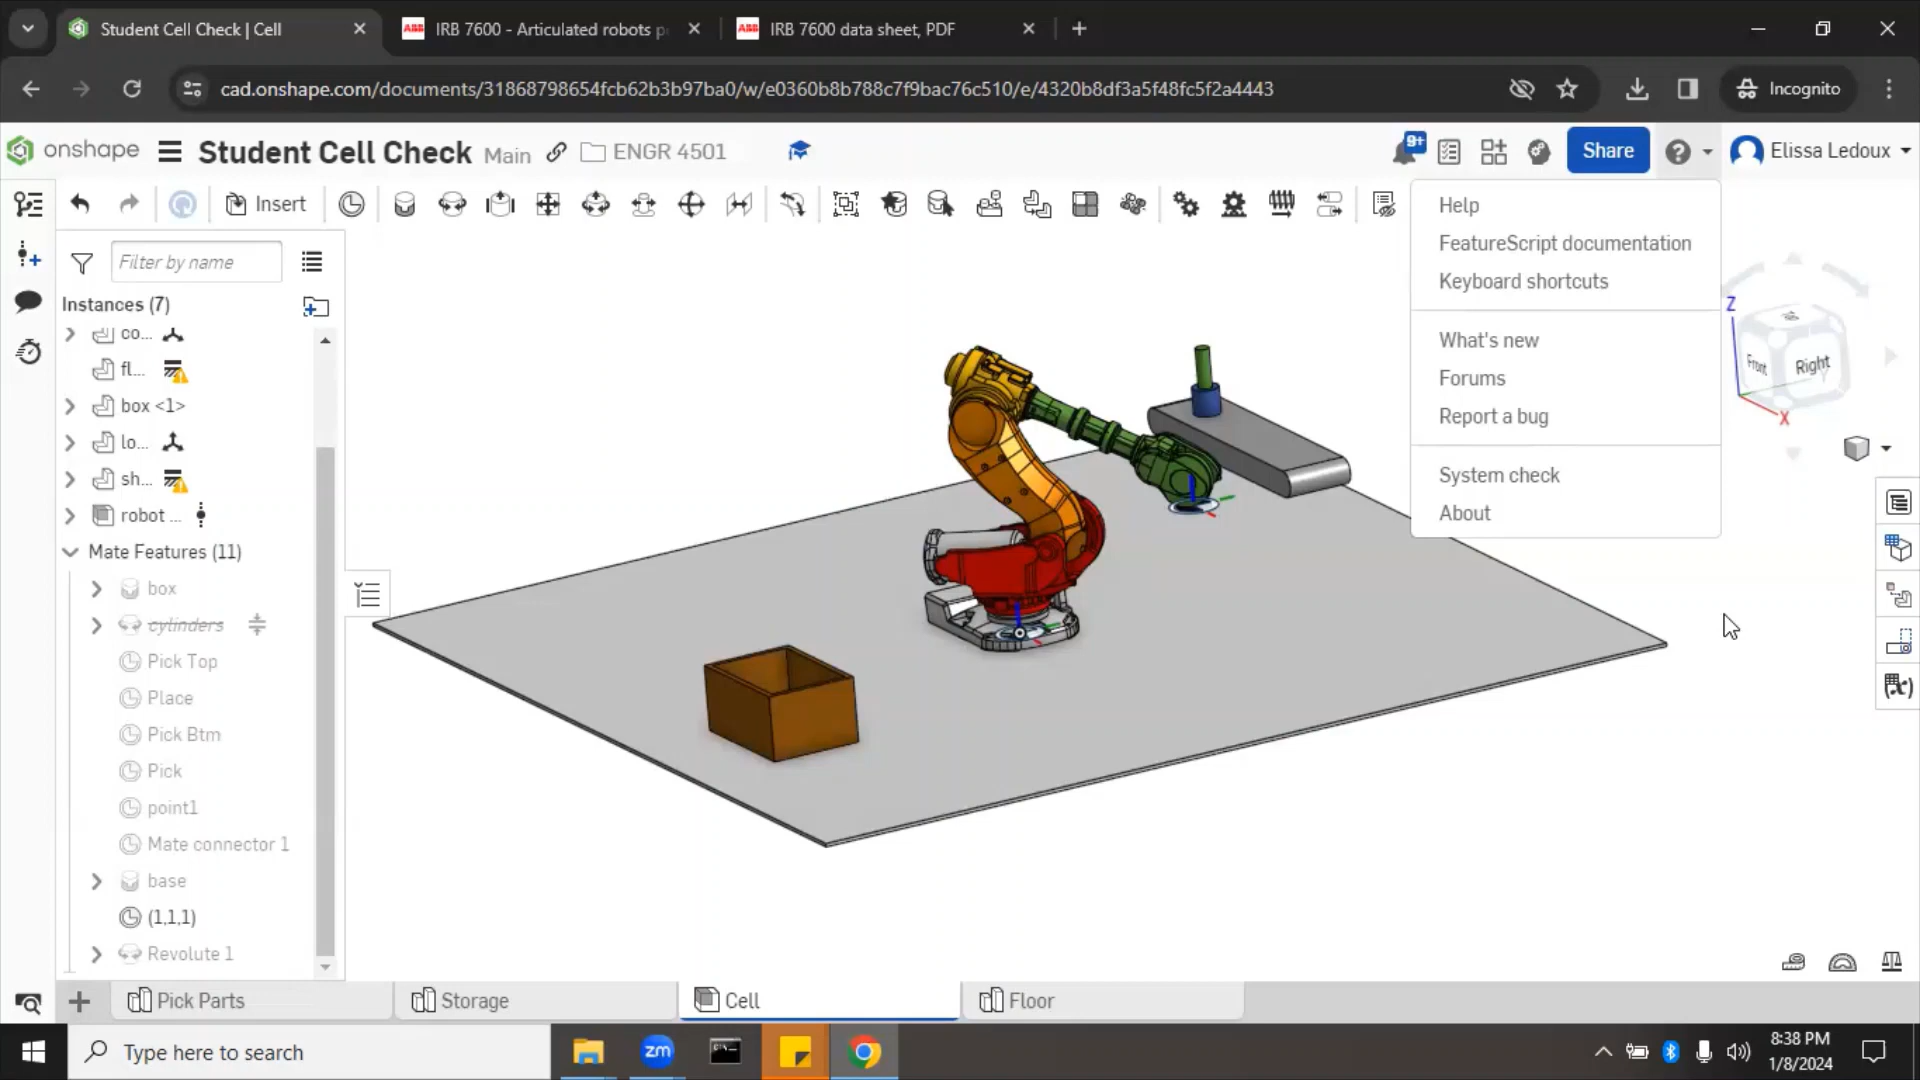 Student Cell Check | Cell
IRB 7600 - Articulated robots p
IRB 7600 data sheet, PDF
cad.onshape.com/documents/31868798654fcb62b3b97ba0/w/e0360b8b788c7f9bac76c510/e/4320b8df3a5f48fc5f2a4443
Incognito
onshape
Student Cell Check
Main
ENGR 4501
9+
Share
Elissa Ledoux
Insert
Filter by name
Instances (7)
co...
fl...
box <1>
lo...
sh...
robot ...
Mate Features (11)
box
cylinders
Pick Top
Place
Pick Btm
Pick
point1
Mate connector 1
base
(1,1,1)
Revolute 1
Help
FeatureScript documentation
Keyboard shortcuts
What's new
Forums
Report a bug
System check
About
Z
Front
Right
X
Pick Parts
Storage
Cell
Floor
Type here to search
zm
8:38 PM
1/8/2024